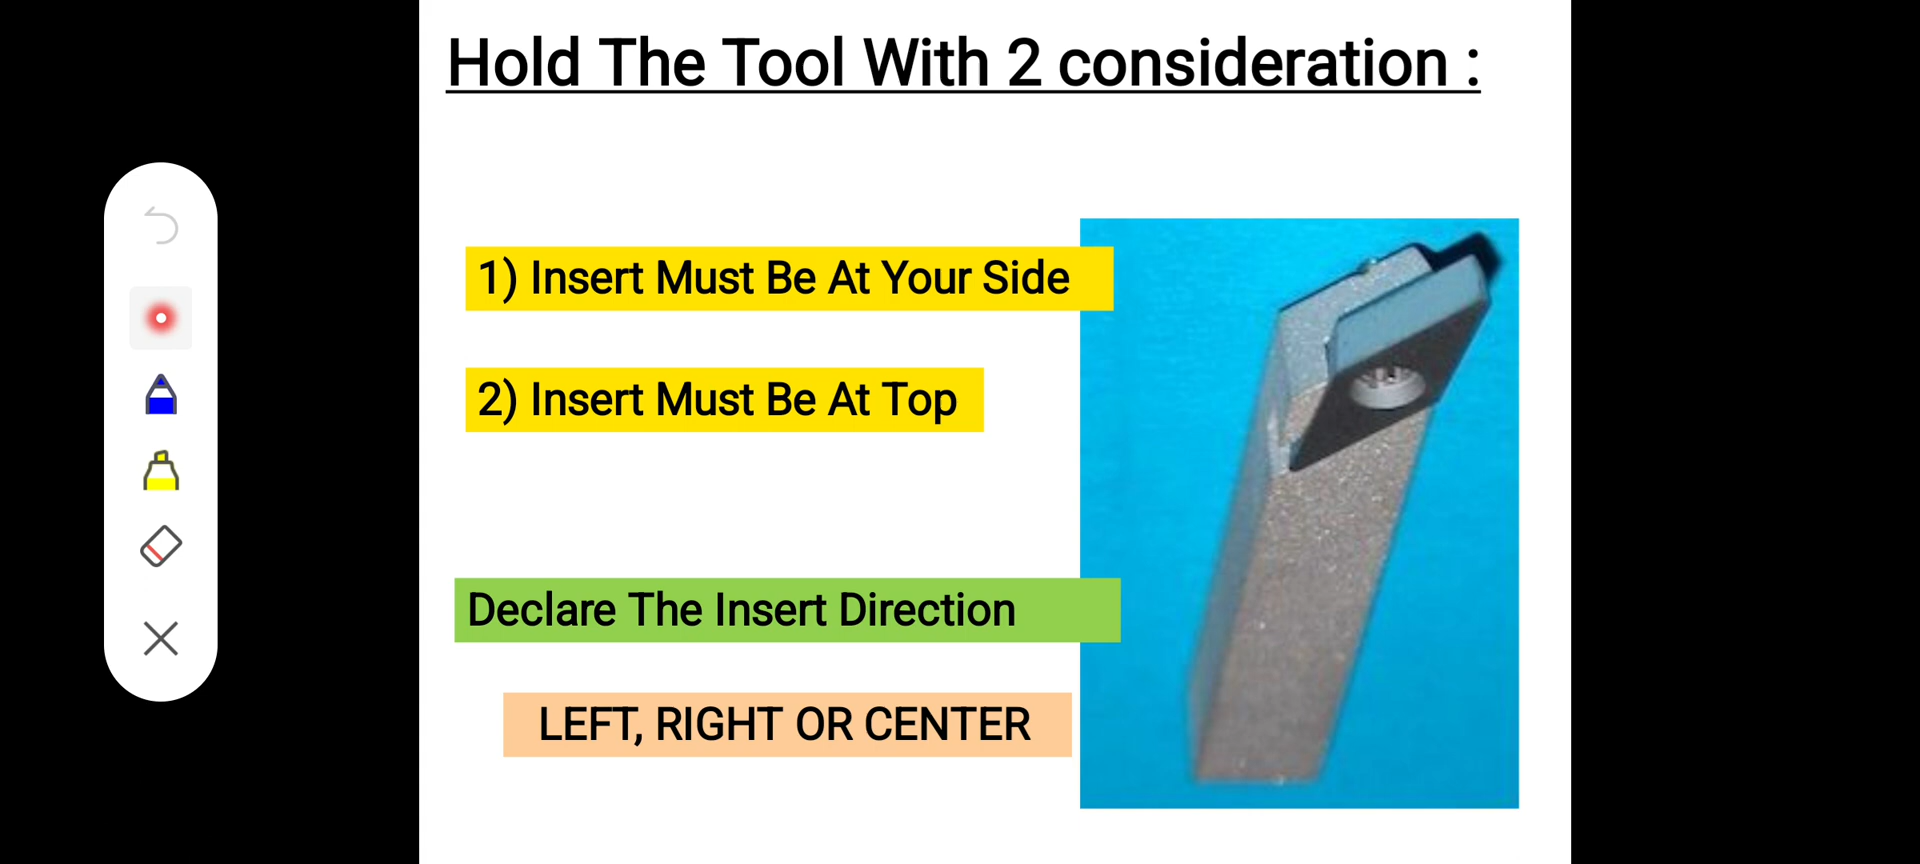 Hold The Tool With 2 consideration :
1) Insert Must Be At Your Side
2) Insert Must Be At Top
Declare The Insert Direction
LEFT, RIGHT OR CENTER